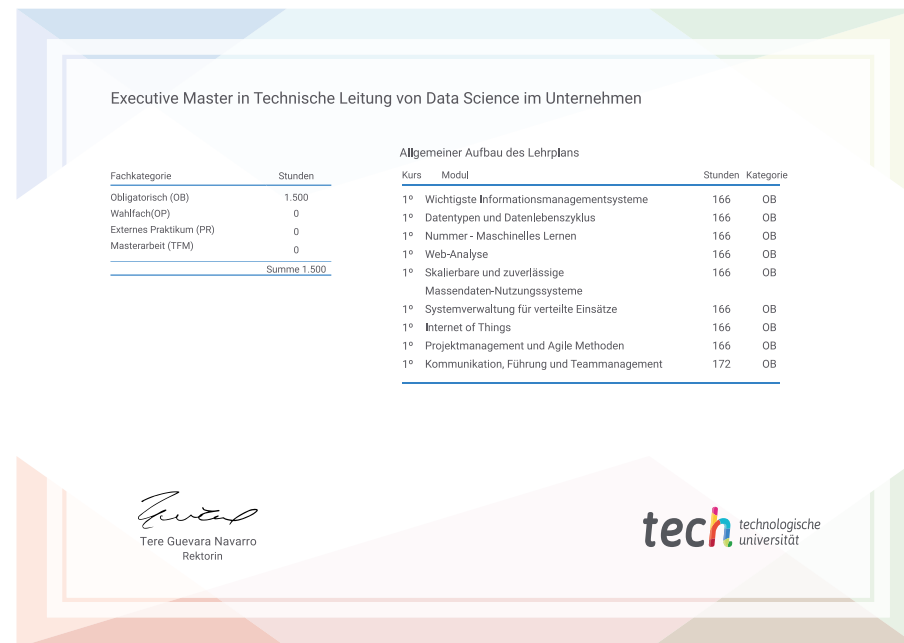 Executive Master in Technische Leitung von Data Science im Unternehmen
Fachkategorie Stunden
Obligatorisch (OB) 1.500
Wahlfach(OP) 0
Externes Praktikum (PR) 0
Masterarbeit (TFM) 0
Summe 1.500
Allgemeiner Aufbau des Lehrplans
Kurs Modul Stunden Kategorie
1º Wichtigste Informationsmanagementsysteme 166 OB
1º Datentypen und Datenlebenszyklus 166 OB
1º Nummer - Maschinelles Lernen 166 OB
1º Web-Analyse 166 OB
1º Skalierbare und zuverlässige 166 OB
Massendaten-Nutzungssysteme
1º Systemverwaltung für verteilte Einsätze 166 OB
1º Internet of Things 166 OB
1º Projektmanagement und Agile Methoden 166 OB
1º Kommunikation, Führung und Teammanagement 172 OB
Tere Guevara Navarro
Rektorin
tech technologische
universität